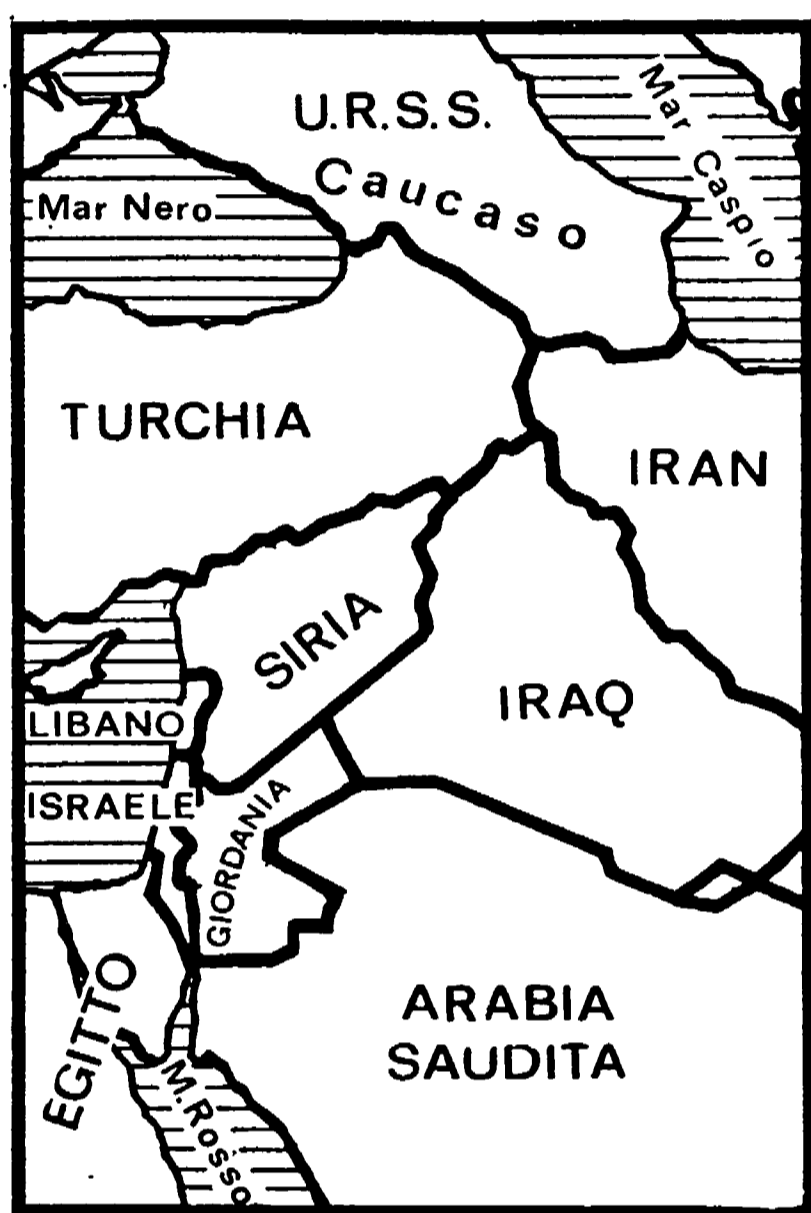 U.R.S.S.
Caucaso
Mar Caspio
Mar Nero
TURCHIA
IRAN
SIRIA
IRAQ
LIBANO
ISRAELE
GIORDANIA
EGITTO
ARABIA
SAUDITA
M.Rosso